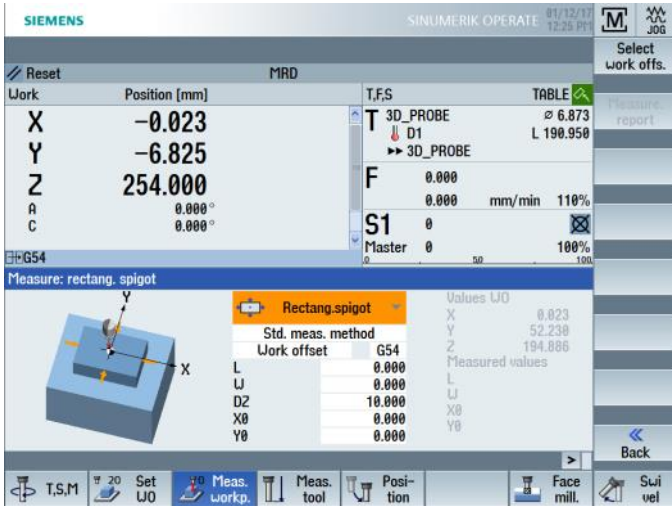 SIEMENS
SINUMERIK OPERATE 01/12/17 12:25 PM
M
JOG
Select work offs.
Reset MRD
Measure. report
Work Position [mm]
X -0.023
Y -6.825
Z 254.000
A 0.000°
C 0.000°
G54
T,F,S TABLE
T 3D_PROBE ⌀ 6.873
D1 L 190.950
▸▸ 3D_PROBE
F 0.000
0.000 mm/min 110%
S1 0
Master 0 100%
0 50 100
Measure: rectang. spigot
Y
X
Rectang.spigot
Std. meas. method
Work offset G54
L 0.000
W 0.000
DZ 10.000
X0 0.000
Y0 0.000
Values WO
X 0.023
Y 52.230
Z 194.886
Measured values
L
W
X0
Y0
«
Back
>
T,S,M
Set WO
Meas. workp.
Meas. tool
Posi- tion
Face mill.
Swi vel